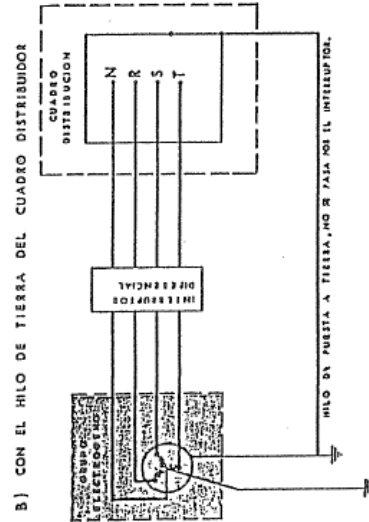 B) CON EL HILO DE TIERRA DEL CUADRO DISTRIBUIDOR
GRUPO
ELECTROGENO
INTERRUPTOR
DIFERENCIAL
CUADRO
DISTRIBUCION
N
R
S
T
HILO DE PUESTA A TIERRA, NO SE PASA POR EL INTERRUPTOR.